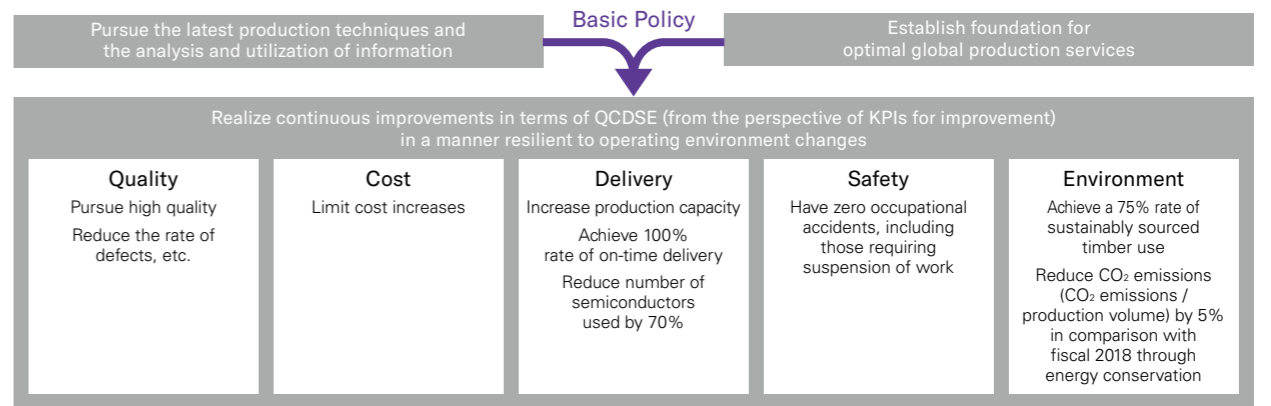 Basic Policy
Pursue the latest production techniques and
the analysis and utilization of information
Establish foundation for
optimal global production services
Realize continuous improvements in terms of QCDSE (from the perspective of KPIs for improvement)
in a manner resilient to operating environment changes
Quality
Pursue high quality
Reduce the rate of
defects, etc.
Cost
Limit cost increases
Delivery
Increase production capacity
Achieve 100%
rate of on-time delivery
Reduce number of
semiconductors
used by 70%
Safety
Have zero occupational
accidents, including
those requiring
suspension of work
Environment
Achieve a 75% rate of
sustainably sourced
timber use
Reduce CO₂ emissions
(CO₂ emissions /
production volume) by 5%
in comparison with
fiscal 2018 through
energy conservation